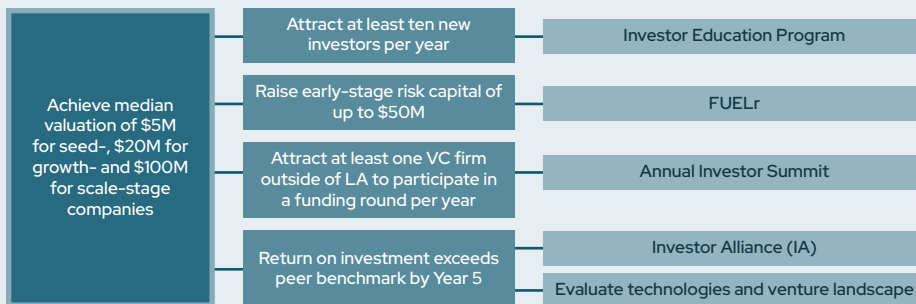 Achieve median
valuation of $5M
for seed-, $20M for
growth- and $100M
for scale-stage
companies
Attract at least ten new
investors per year
Investor Education Program
Raise early-stage risk capital of
up to $50M
FUELr
Attract at least one VC firm
outside of LA to participate in
a funding round per year
Annual Investor Summit
Return on investment exceeds
peer benchmark by Year 5
Investor Alliance (IA)
Evaluate technologies and venture landscape